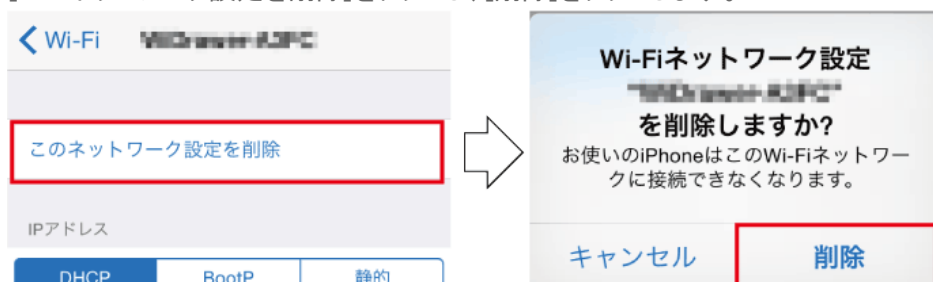 Wi-Fi
このネットワーク設定を削除
IPアドレス
DHCP
BootP
静的
Wi-Fiネットワーク設定
を削除しますか?
お使いのiPhoneはこのWi-Fiネットワー
クに接続できなくなります。
キャンセル
削除